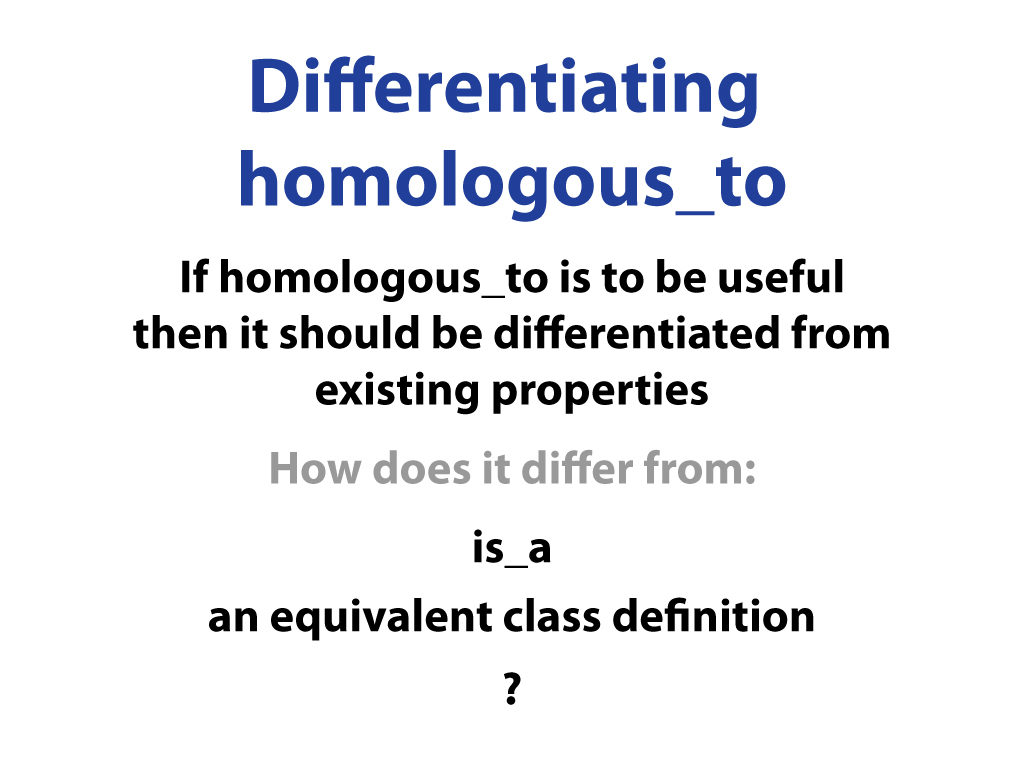 Differentiating
homologous_to
If homologous_to is to be useful
then it should be differentiated from
existing properties
How does it differ from:
is_a
an equivalent class definition
?